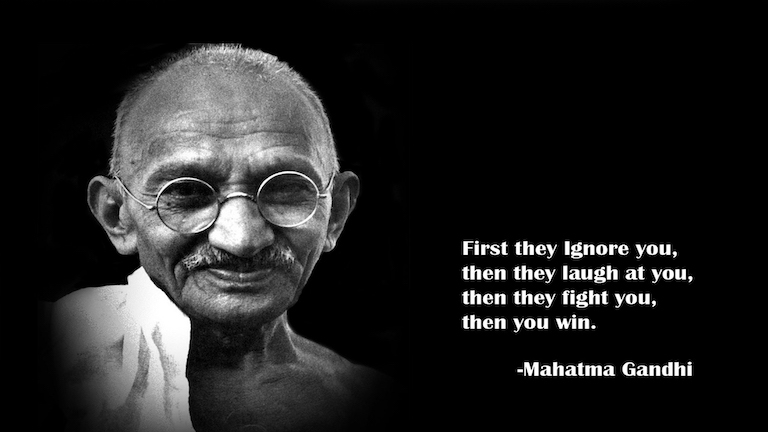 First they Ignore you,
then they laugh at you,
then they fight you,
then you win.
-Mahatma Gandhi